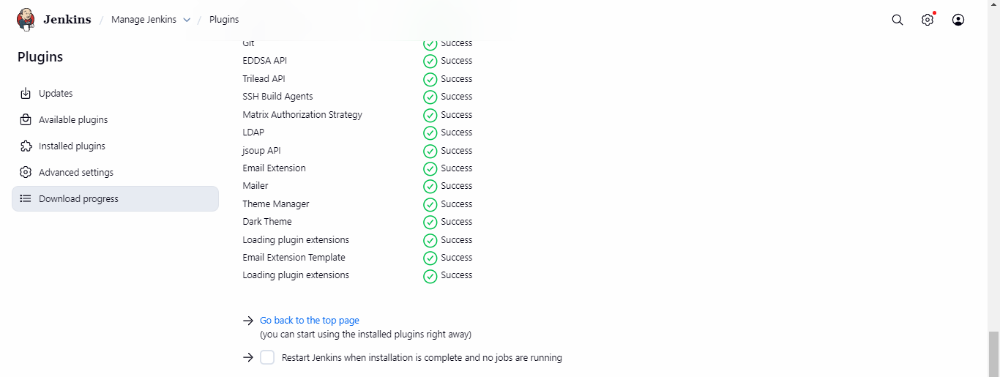 Jenkins / Manage Jenkins / Plugins
Plugins
Updates
Available plugins
Installed plugins
Advanced settings
Download progress
Git Success
EDDSA API Success
Trilead API Success
SSH Build Agents Success
Matrix Authorization Strategy Success
LDAP Success
jsoup API Success
Email Extension Success
Mailer Success
Theme Manager Success
Dark Theme Success
Loading plugin extensions Success
Email Extension Template Success
Loading plugin extensions Success
Go back to the top page
(you can start using the installed plugins right away)
Restart Jenkins when installation is complete and no jobs are running